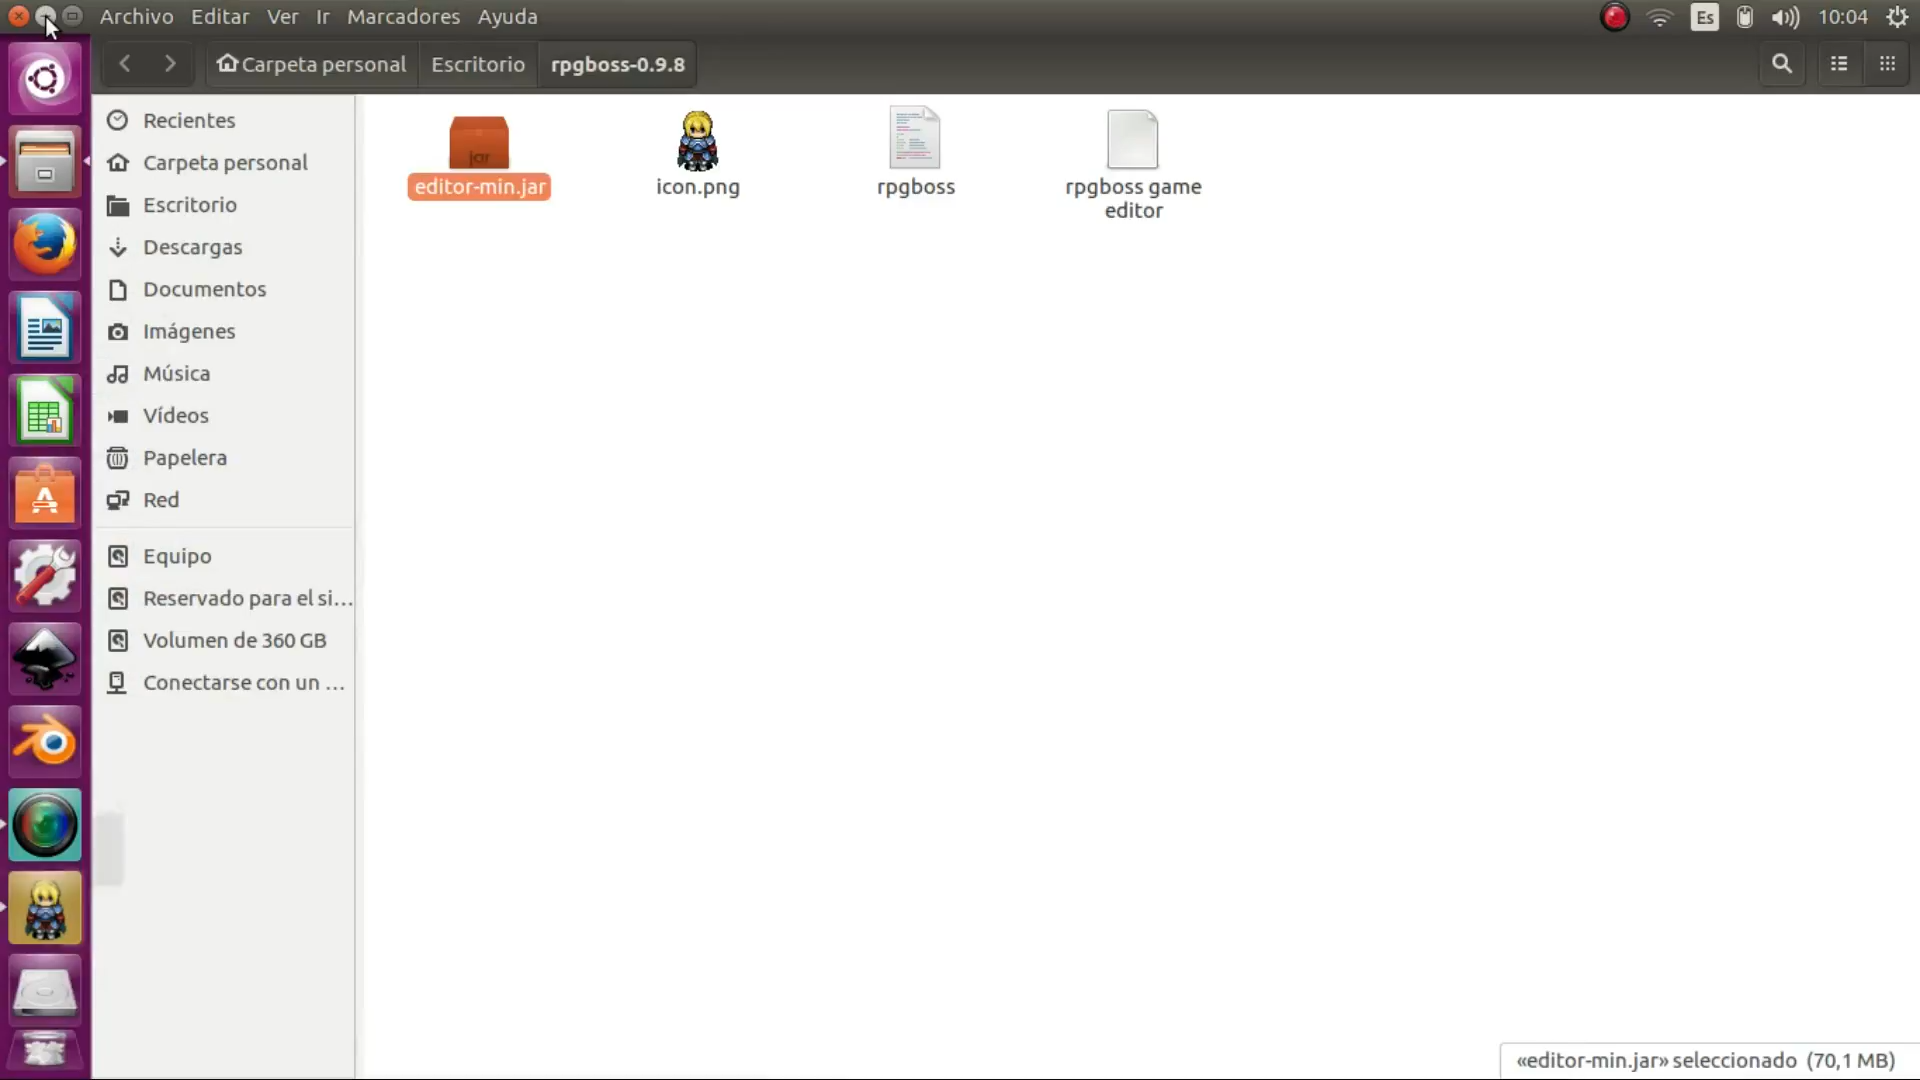 Archivo Editar Ver Ir Marcadores Ayuda
Es
10:04
Carpeta personal
Escritorio
rpgboss-0.9.8
Recientes
Carpeta personal
Escritorio
Descargas
Documentos
Imágenes
Música
Vídeos
Papelera
Red
Equipo
Reservado para el si...
Volumen de 360 GB
Conectarse con un ...
jar
editor-min.jar
icon.png
rpgboss
rpgboss game
editor
«editor-min.jar» seleccionado (70,1 MB)